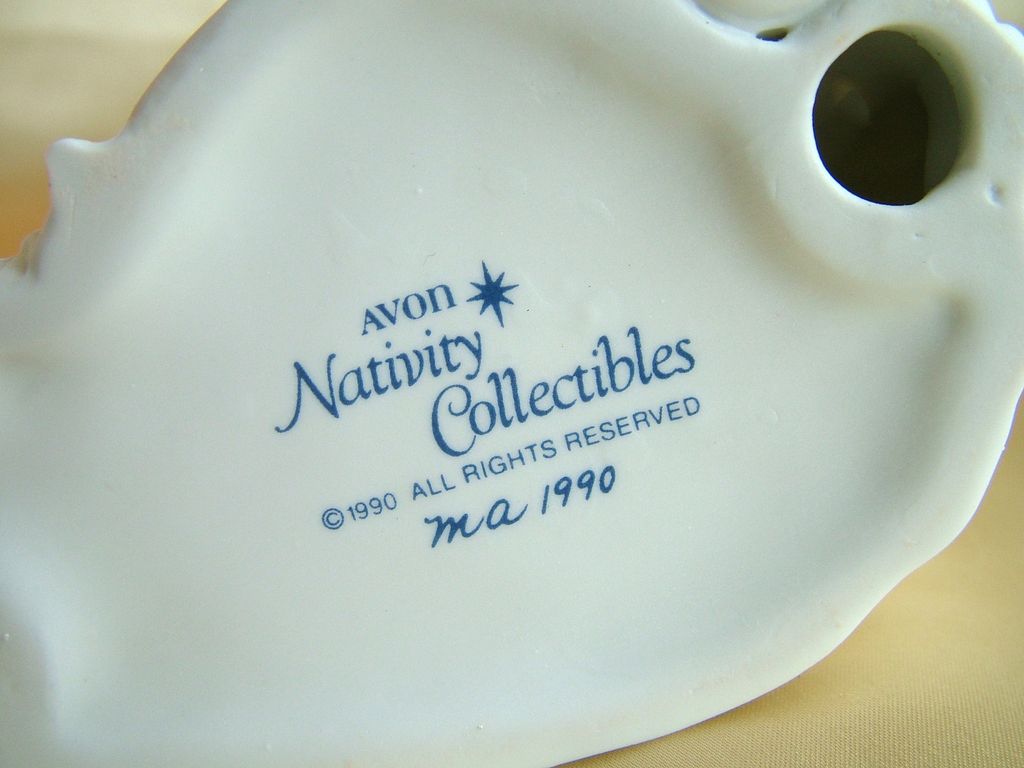 AVON
Nativity
Collectibles
©1990 ALL RIGHTS RESERVED
ma 1990